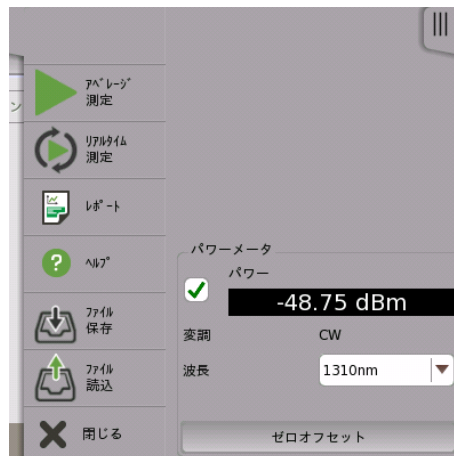 ｱﾍﾞﾚｰｼﾞ
測定
ン
ﾘｱﾙﾀｲﾑ
測定
ﾚﾎﾟｰﾄ
ﾍﾙﾌﾟ
ﾌｧｲﾙ
保存
ﾌｧｲﾙ
読込
閉じる
パワーメータ
パワー
-48.75 dBm
変調 CW
波長 1310nm
ゼロオフセット